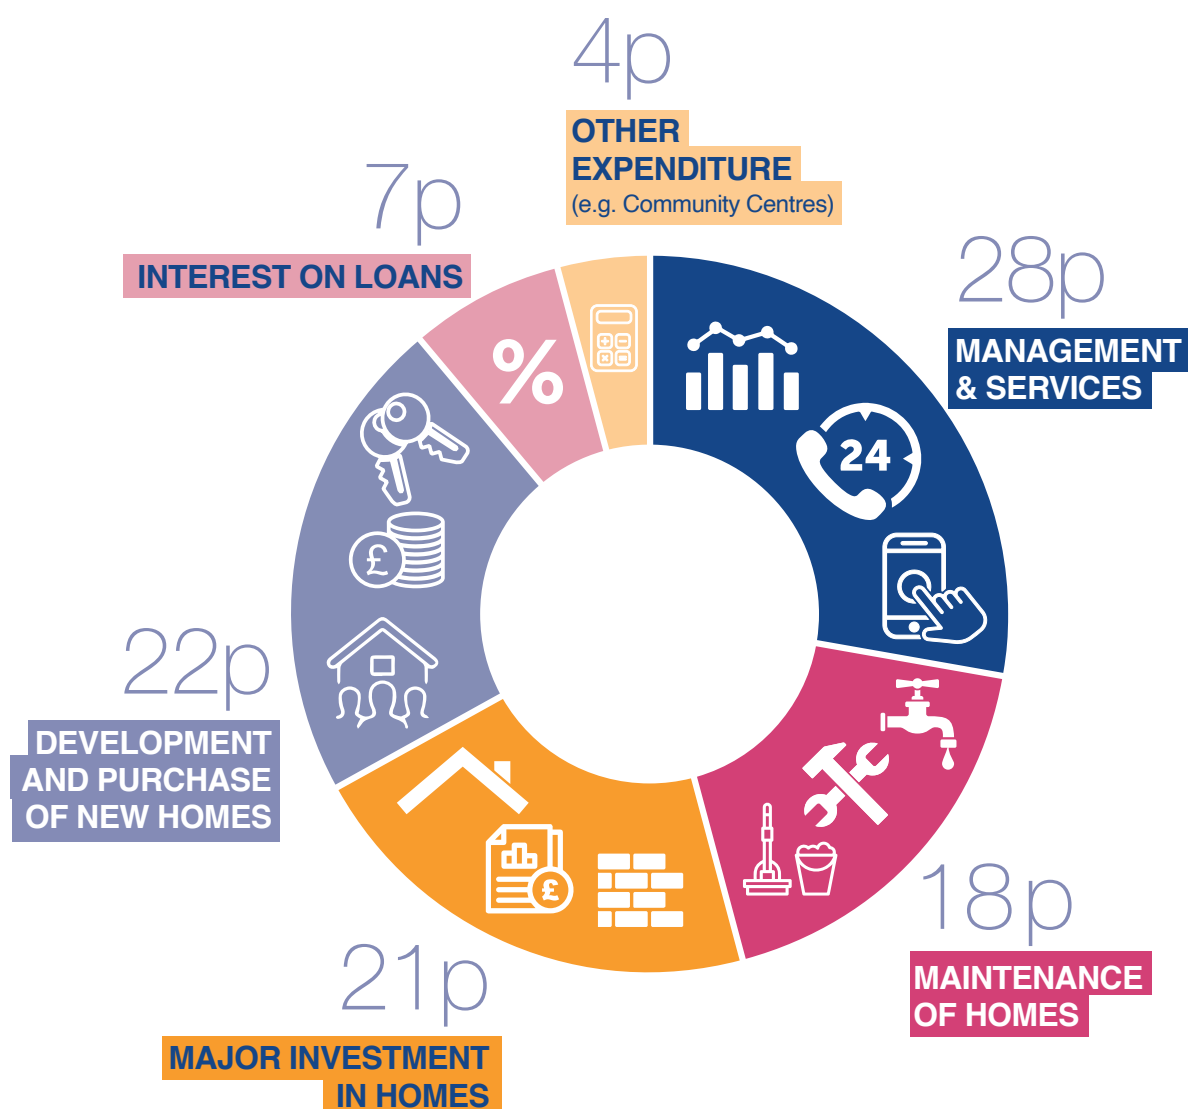 4p
OTHER
EXPENDITURE
(e.g. Community Centres)
7p
INTEREST ON LOANS
28p
MANAGEMENT
& SERVICES
%
24
£
22p
DEVELOPMENT
AND PURCHASE
OF NEW HOMES
£
18p
MAINTENANCE
OF HOMES
21p
MAJOR INVESTMENT
IN HOMES